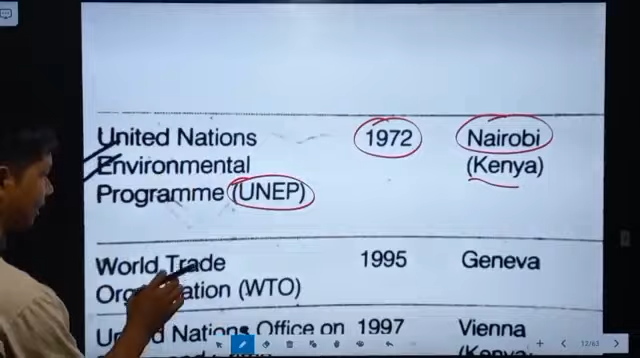 United Nations 1972 Nairobi
Environmental (Kenya)
Programme (UNEP)
World Trade 1995 Geneva
(WTO)
Nations Office on 1997 Vienna
12/63